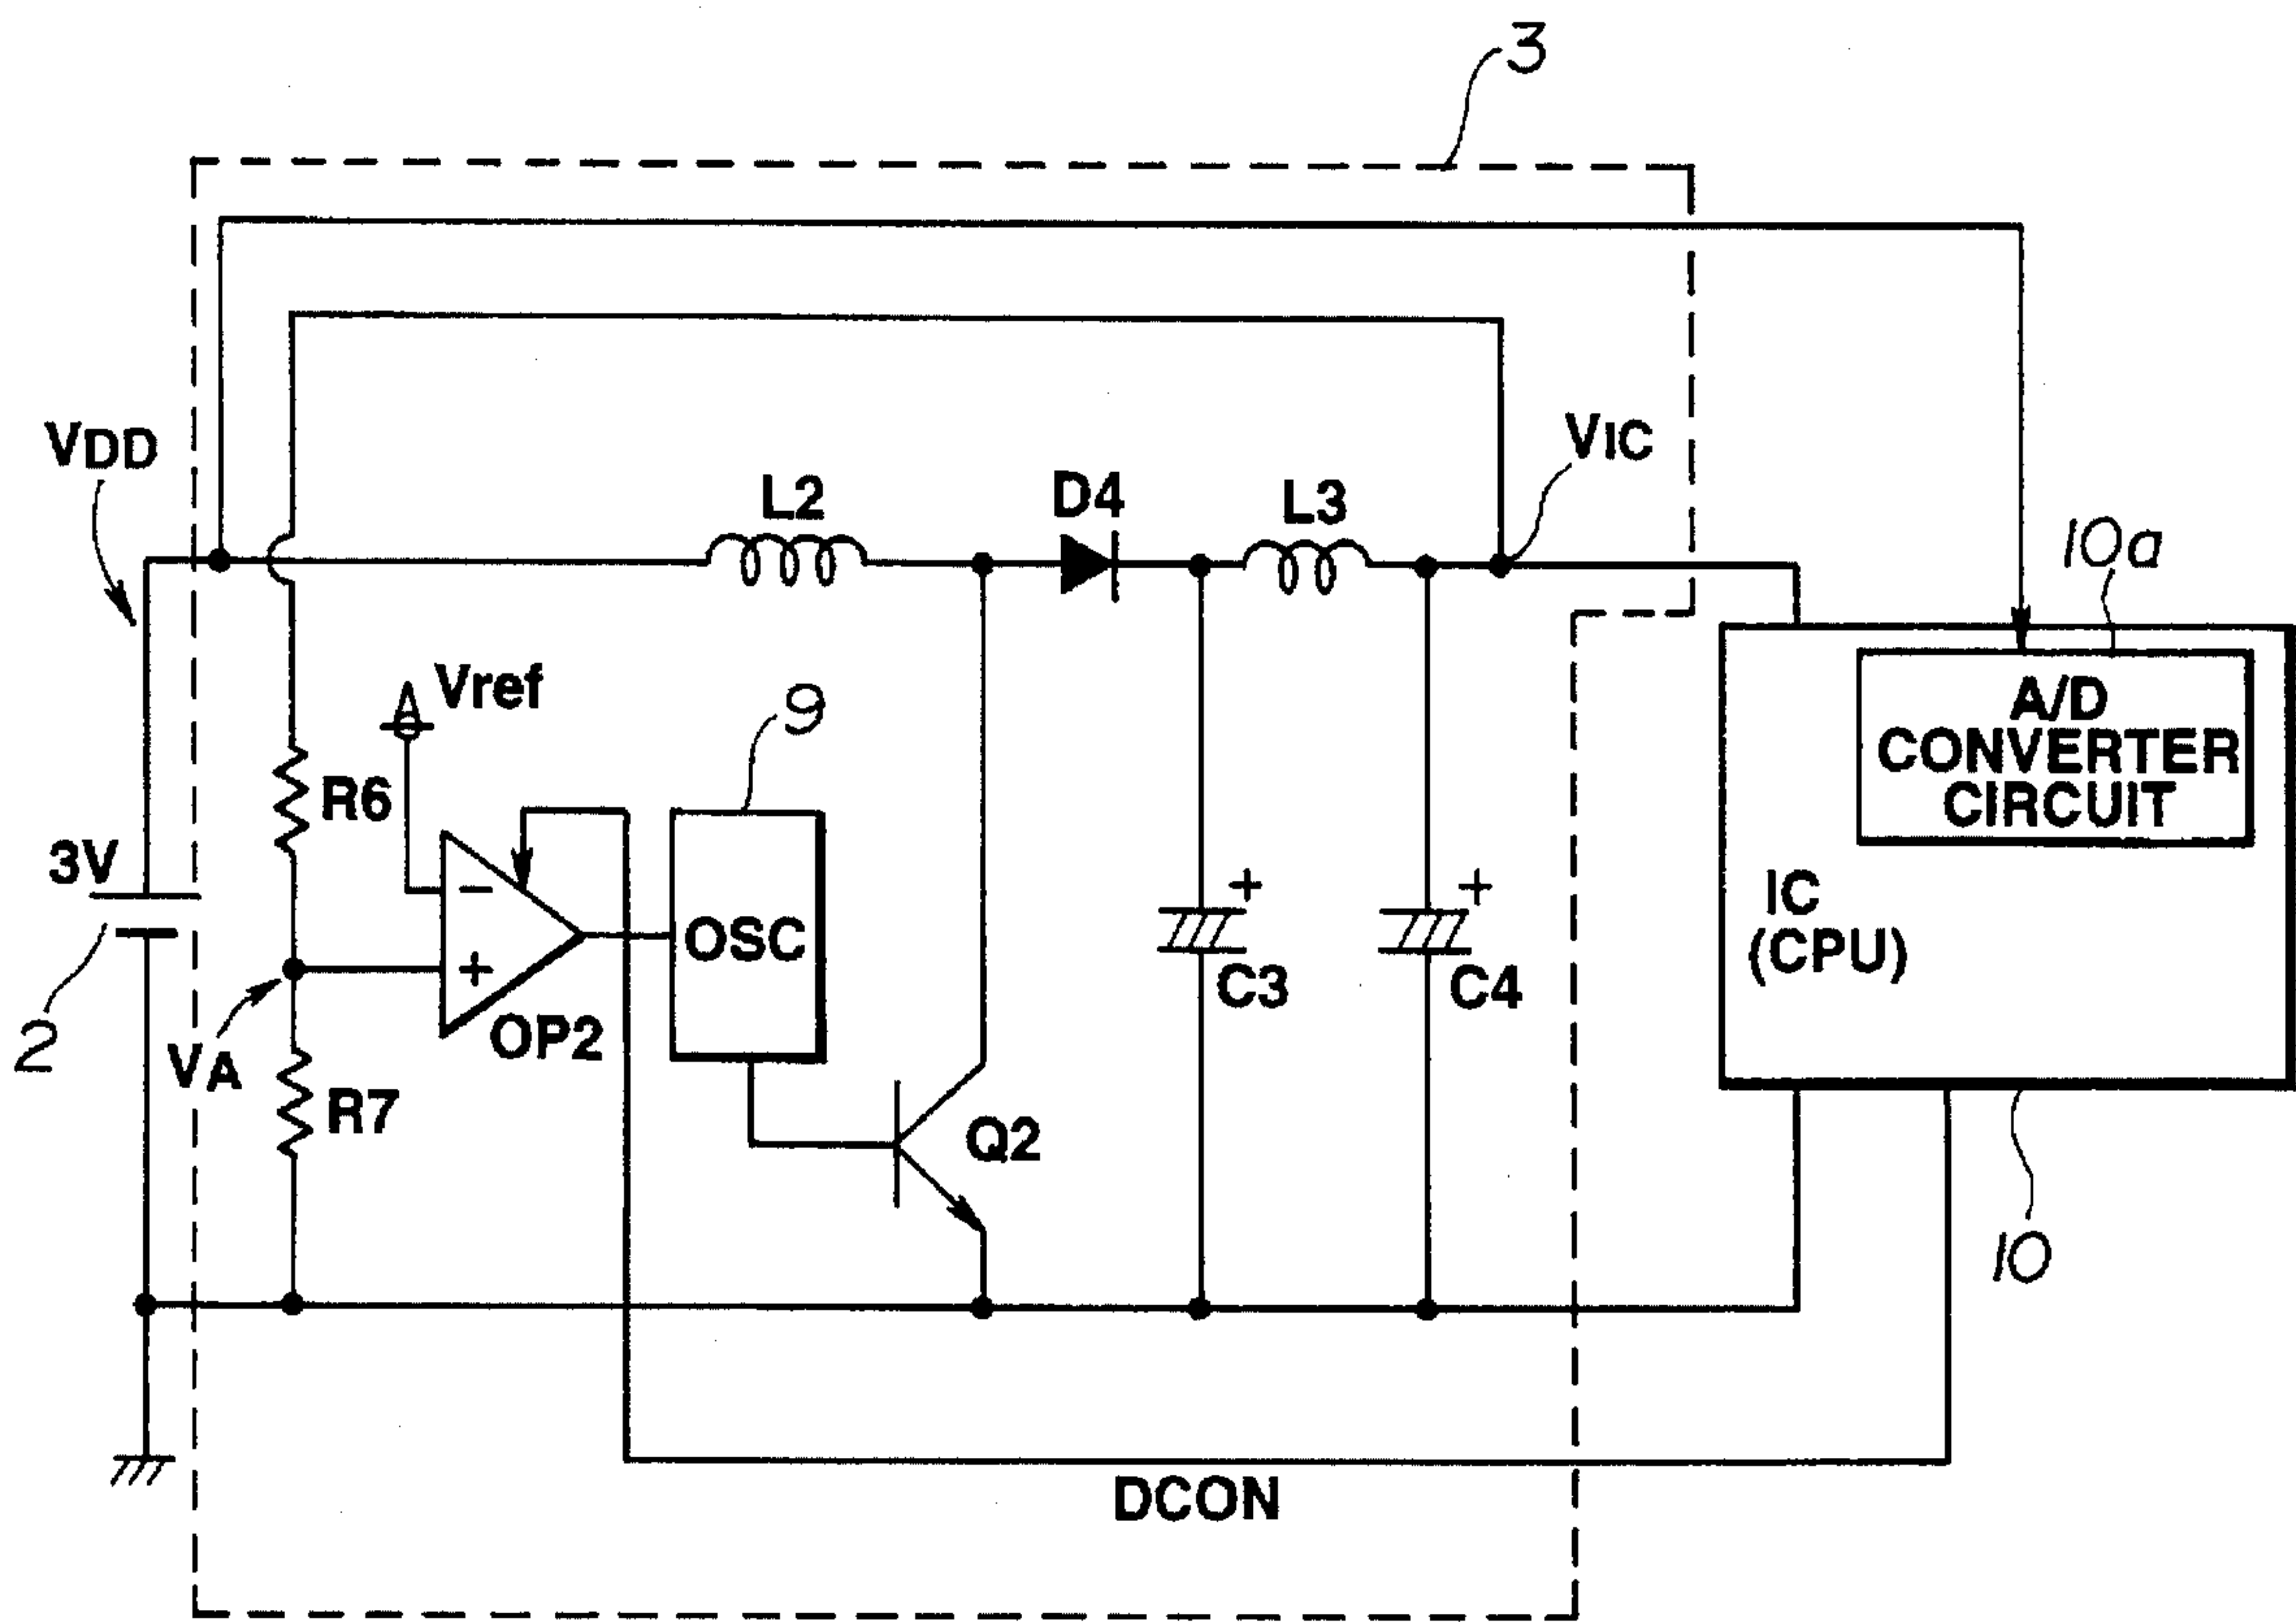 3
VDD
L2
D4
L3
VIC
10a
Vref
9
A/D
CONVERTER
CIRCUIT
R6
3V
OSC
+
+
IC
(CPU)
−
+
C3
C4
2
VA
OP2
R7
Q2
10
DCON